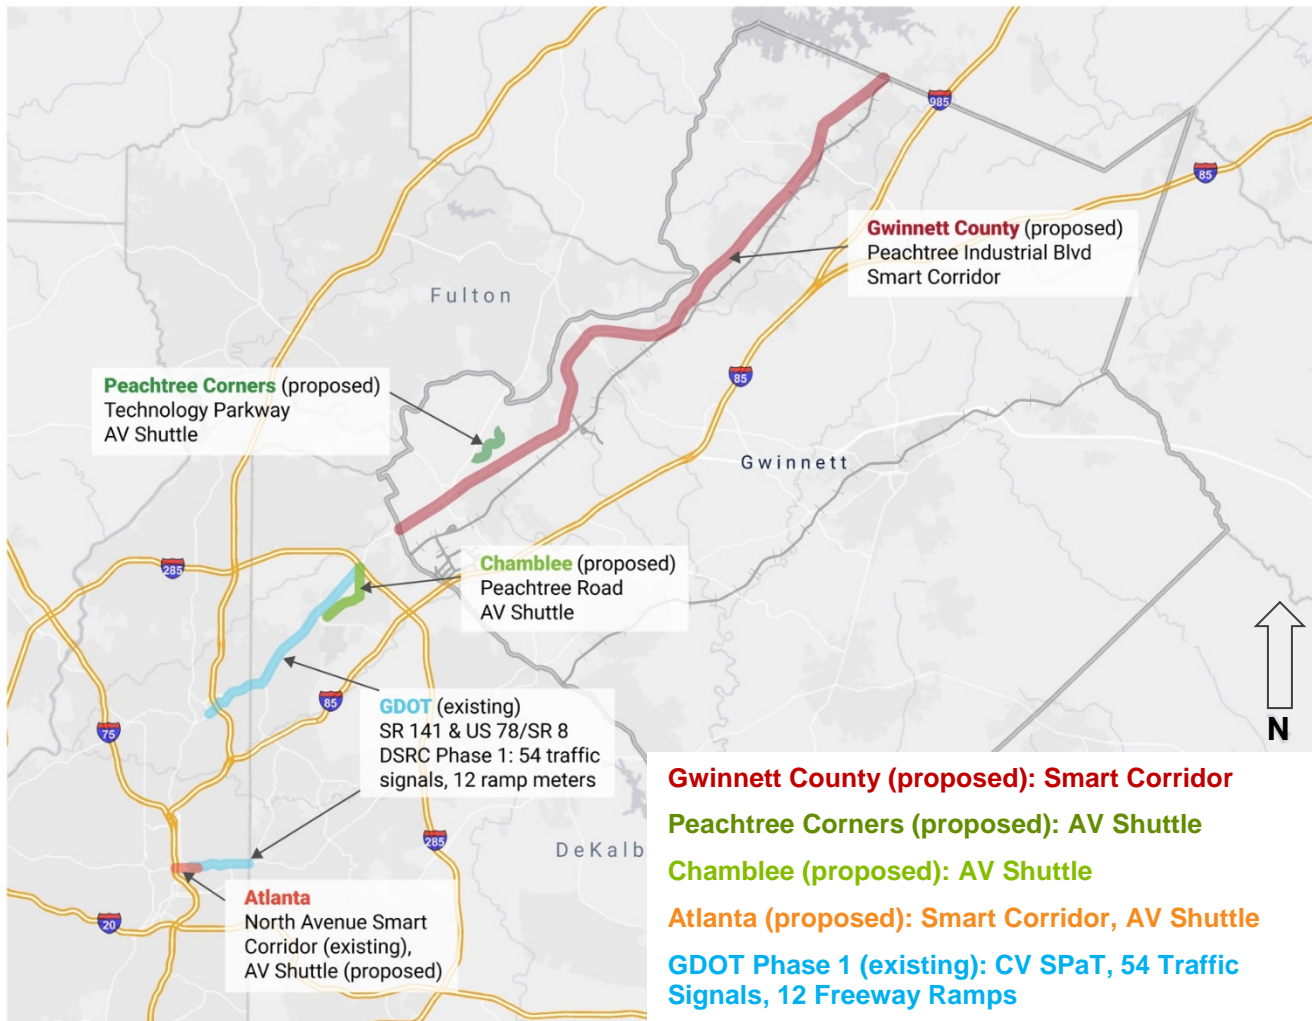 985
85
Gwinnett County (proposed)
Peachtree Industrial Blvd
Smart Corridor
Fulton
85
Peachtree Corners (proposed)
Technology Parkway
AV Shuttle
Gwinnett
285
Chamblee (proposed)
Peachtree Road
AV Shuttle
85
75
GDOT (existing)
SR 141 & US 78/SR 8
DSRC Phase 1: 54 traffic
signals, 12 ramp meters
N
285
DeKalb
Atlanta
North Avenue Smart
Corridor (existing),
AV Shuttle (proposed)
20
Gwinnett County (proposed): Smart Corridor
Peachtree Corners (proposed): AV Shuttle
Chamblee (proposed): AV Shuttle
Atlanta (proposed): Smart Corridor, AV Shuttle
GDOT Phase 1 (existing): CV SPaT, 54 Traffic
Signals, 12 Freeway Ramps